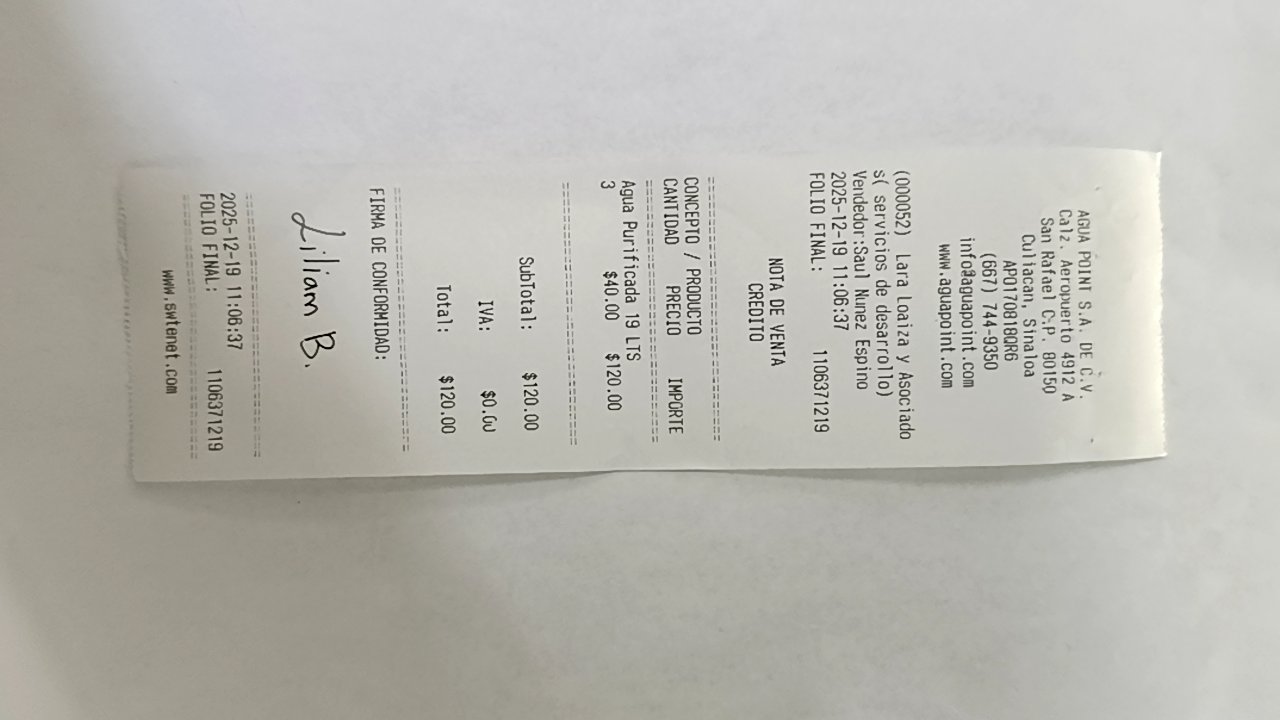 AGUA POINT S.A. DE C.V.
Calz. Aeropuerto 4912 A
San Rafael C.P. 80150
Culiacan, Sinaloa
APO170818QR6
(667) 744-9350
info@aguapoint.com
www.aguapoint.com
(000052) Lara Loaiza y Asociado
s( servicios de desarrollo)
Vendedor:Saul Nunez Espino
2025-12-19 11:06:37
FOLIO FINAL: 1106371219
NOTA DE VENTA
CREDITO
CONCEPTO / PRODUCTO
CANTIDAD PRECIO IMPORTE
Agua Purificada 19 LTS
3 $40.00 $120.00
SubTotal: $120.00
IVA: $0.00
Total: $120.00
FIRMA DE CONFORMIDAD:
Liliam B.
2025-12-19 11:06:37
FOLIO FINAL: 1106371219
www.swtenet.com